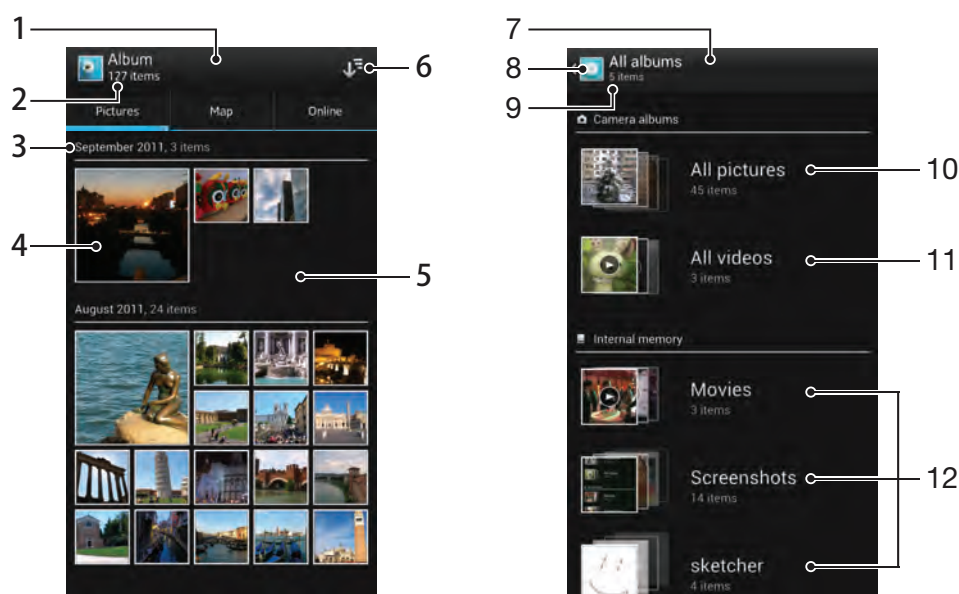 1
Album
127 items
6
2
Pictures
Map
Online
3
September 2011, 3 items
4
5
August 2011, 24 items
7
8
All albums
5 items
9
Camera albums
All pictures
45 items
10
All videos
3 items
11
Internal memory
Movies
3 items
Screenshots
14 items
12
sketcher
4 items